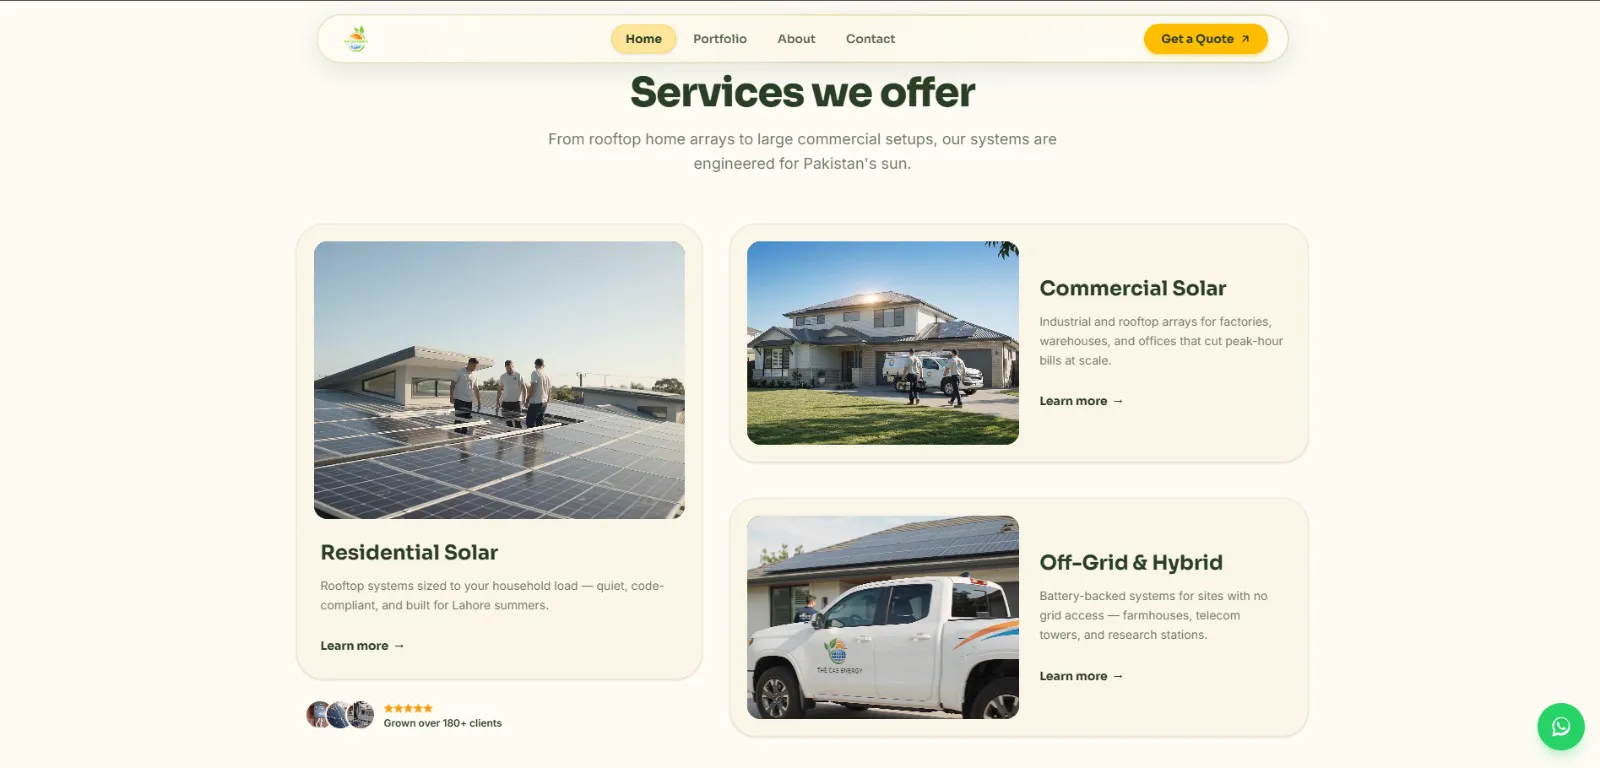 Home
Portfolio
About
Contact
Get a Quote ↗
Services we offer
From rooftop home arrays to large commercial setups, our systems are
engineered for Pakistan's sun.
Residential Solar
Rooftop systems sized to your household load — quiet, code-
compliant, and built for Lahore summers.
Learn more →
★★★★★
Grown over 180+ clients
Commercial Solar
Industrial and rooftop arrays for factories,
warehouses, and offices that cut peak-hour
bills at scale.
Learn more →
THE CAS ENERGY
Off-Grid & Hybrid
Battery-backed systems for sites with no
grid access — farmhouses, telecom
towers, and research stations.
Learn more →